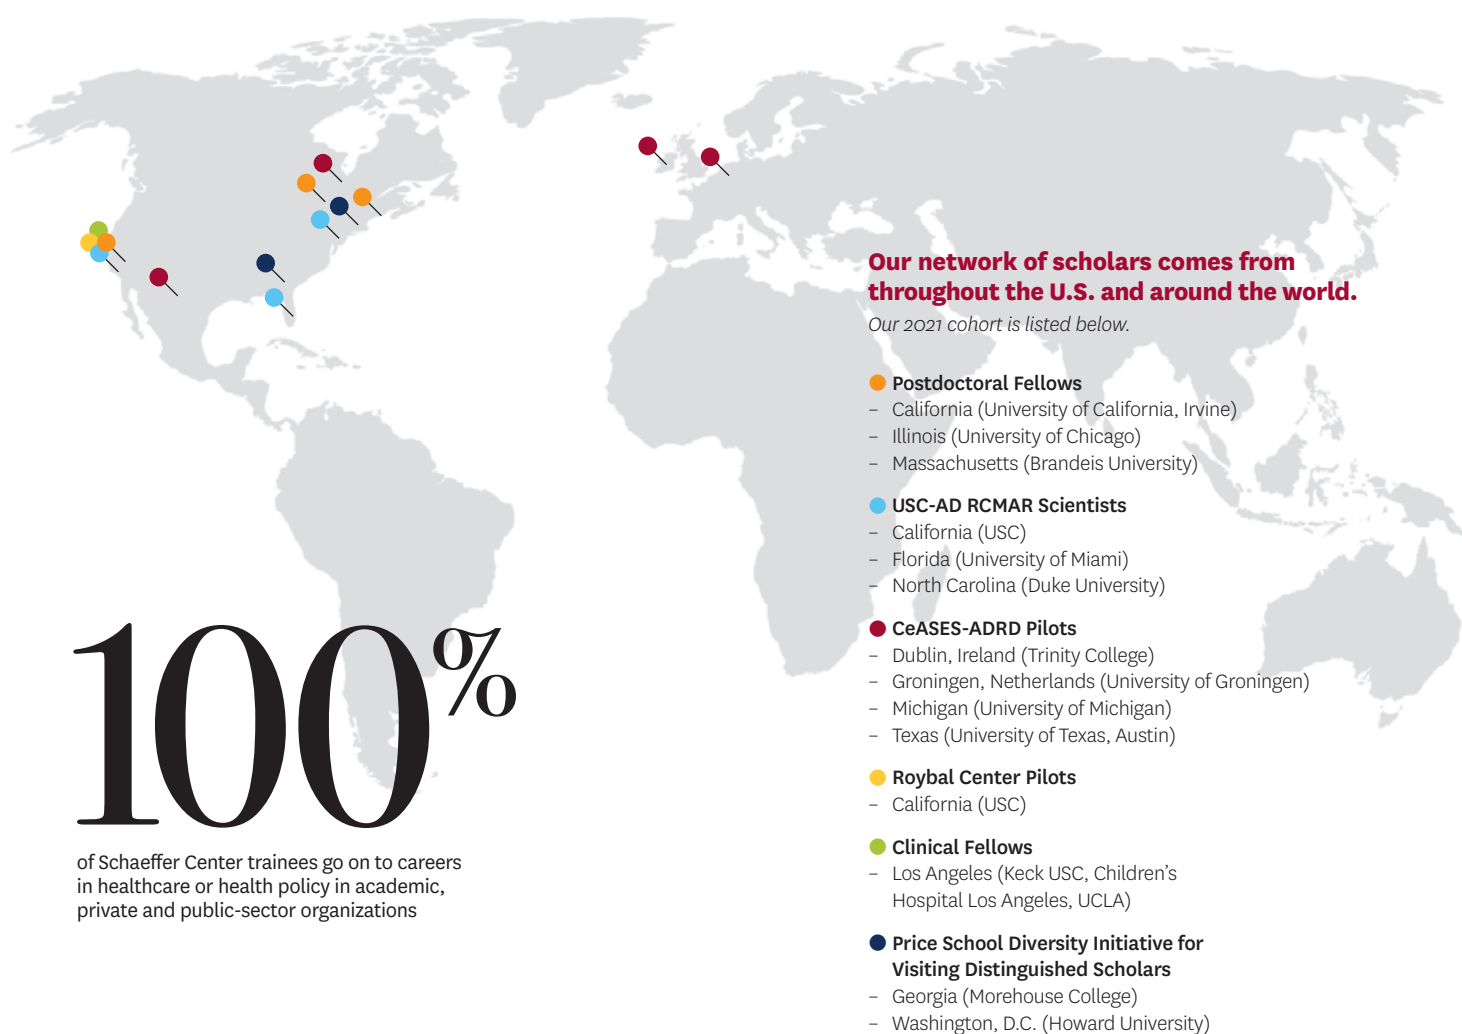 Our network of scholars comes from
throughout the U.S. and around the world.
Our 2021 cohort is listed below.
Postdoctoral Fellows
– California (University of California, Irvine)
– Illinois (University of Chicago)
– Massachusetts (Brandeis University)
USC-AD RCMAR Scientists
– California (USC)
– Florida (University of Miami)
– North Carolina (Duke University)
CeASES-ADRD Pilots
– Dublin, Ireland (Trinity College)
– Groningen, Netherlands (University of Groningen)
– Michigan (University of Michigan)
– Texas (University of Texas, Austin)
Roybal Center Pilots
– California (USC)
Clinical Fellows
– Los Angeles (Keck USC, Children’s
Hospital Los Angeles, UCLA)
Price School Diversity Initiative for
Visiting Distinguished Scholars
– Georgia (Morehouse College)
– Washington, D.C. (Howard University)
100%
of Schaeffer Center trainees go on to careers
in healthcare or health policy in academic,
private and public-sector organizations